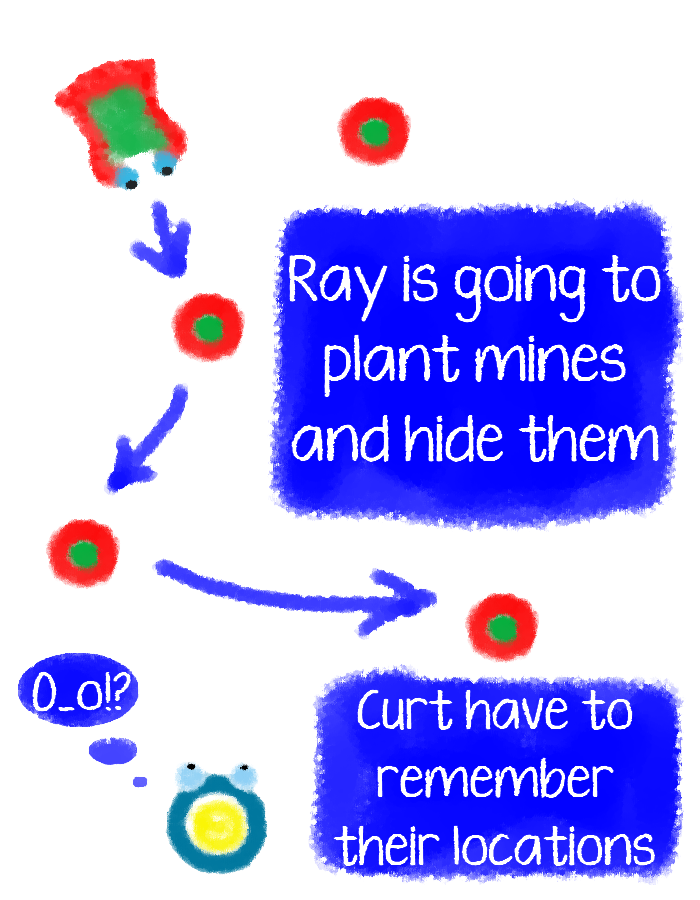 Ray is going to
plant mines
and hide them
O_o!?
Curt have to
remember
their locations